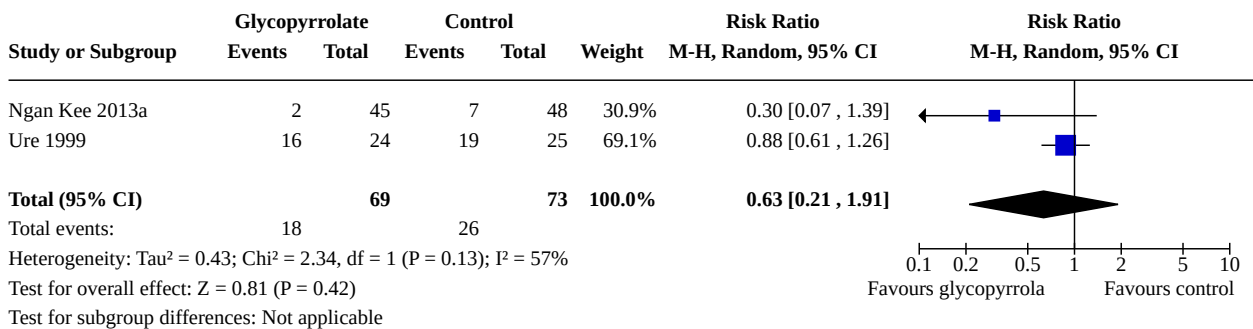 Glycopyrrolate Control Risk Ratio Risk Ratio
Study or Subgroup Events Total Events Total Weight M-H, Random, 95% CI M-H, Random, 95% CI
Ngan Kee 2013a 2 45 7 48 30.9% 0.30 [0.07 , 1.39]
Ure 1999 16 24 19 25 69.1% 0.88 [0.61 , 1.26]
Total (95% CI) 69 73 100.0% 0.63 [0.21 , 1.91]
Total events: 18 26
Heterogeneity: Tau² = 0.43; Chi² = 2.34, df = 1 (P = 0.13); I² = 57%
0.1 0.2 0.5 1 2 5 10
Test for overall effect: Z = 0.81 (P = 0.42) Favours glycopyrrola Favours control
Test for subgroup differences: Not applicable